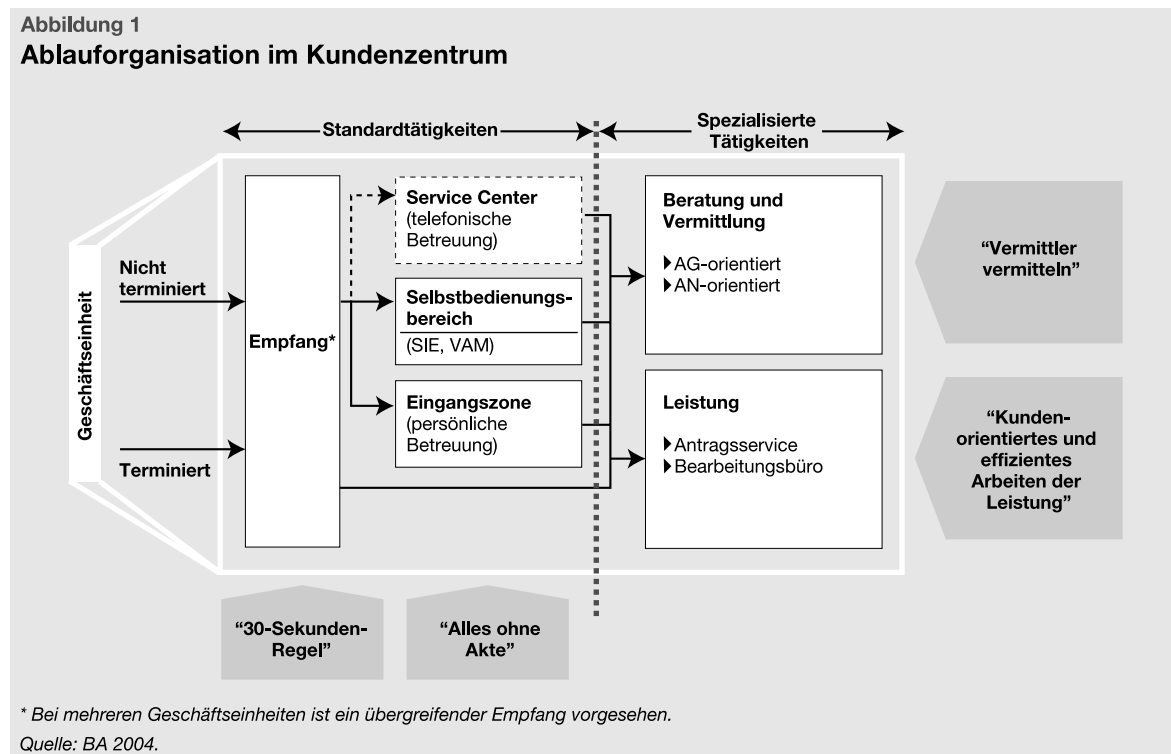 Abbildung 1
Ablauforganisation im Kundenzentrum
Standardtätigkeiten
Spezialisierte
Tätigkeiten
Geschäftseinheit
Nicht
terminiert
Terminiert
Empfang*
Service Center
(telefonische
Betreuung)
Selbstbedienungs-
bereich
(SIE, VAM)
Eingangszone
(persönliche
Betreuung)
Beratung und
Vermittlung
AG-orientiert
AN-orientiert
Leistung
Antragsservice
Bearbeitungsbüro
“Vermittler
vermitteln”
“Kunden-
orientiertes und
effizientes
Arbeiten der
Leistung”
“30-Sekunden-
Regel”
“Alles ohne
Akte”
* Bei mehreren Geschäftseinheiten ist ein übergreifender Empfang vorgesehen.
Quelle: BA 2004.